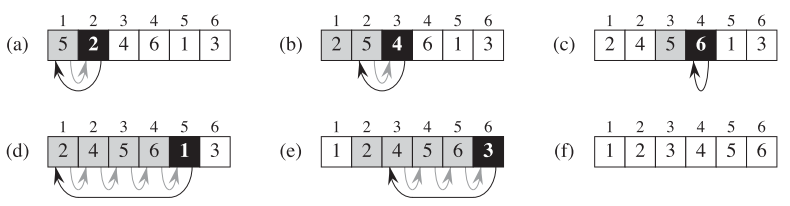 1 2 3 4 5 6
(a) 5 2 4 6 1 3
1 2 3 4 5 6
(b) 2 5 4 6 1 3
1 2 3 4 5 6
(c) 2 4 5 6 1 3
1 2 3 4 5 6
(d) 2 4 5 6 1 3
1 2 3 4 5 6
(e) 1 2 4 5 6 3
1 2 3 4 5 6
(f) 1 2 3 4 5 6